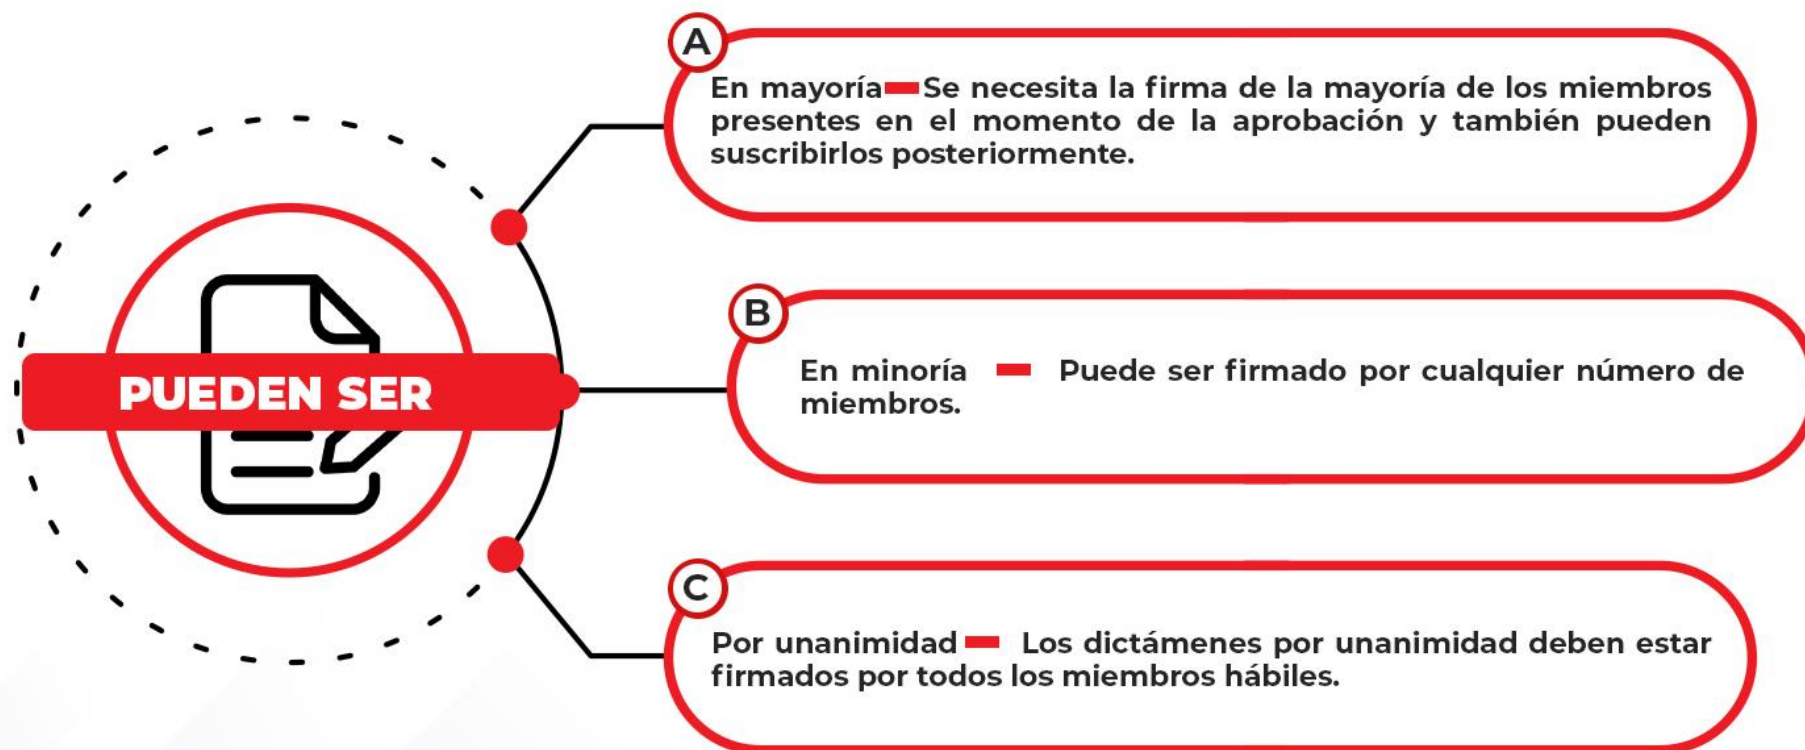 PUEDEN SER
A
En mayoría Se necesita la firma de la mayoría de los miembros
presentes en el momento de la aprobación y también pueden
suscribirlos posteriormente.
B
En minoría Puede ser firmado por cualquier número de
miembros.
C
Por unanimidad Los dictámenes por unanimidad deben estar
firmados por todos los miembros hábiles.